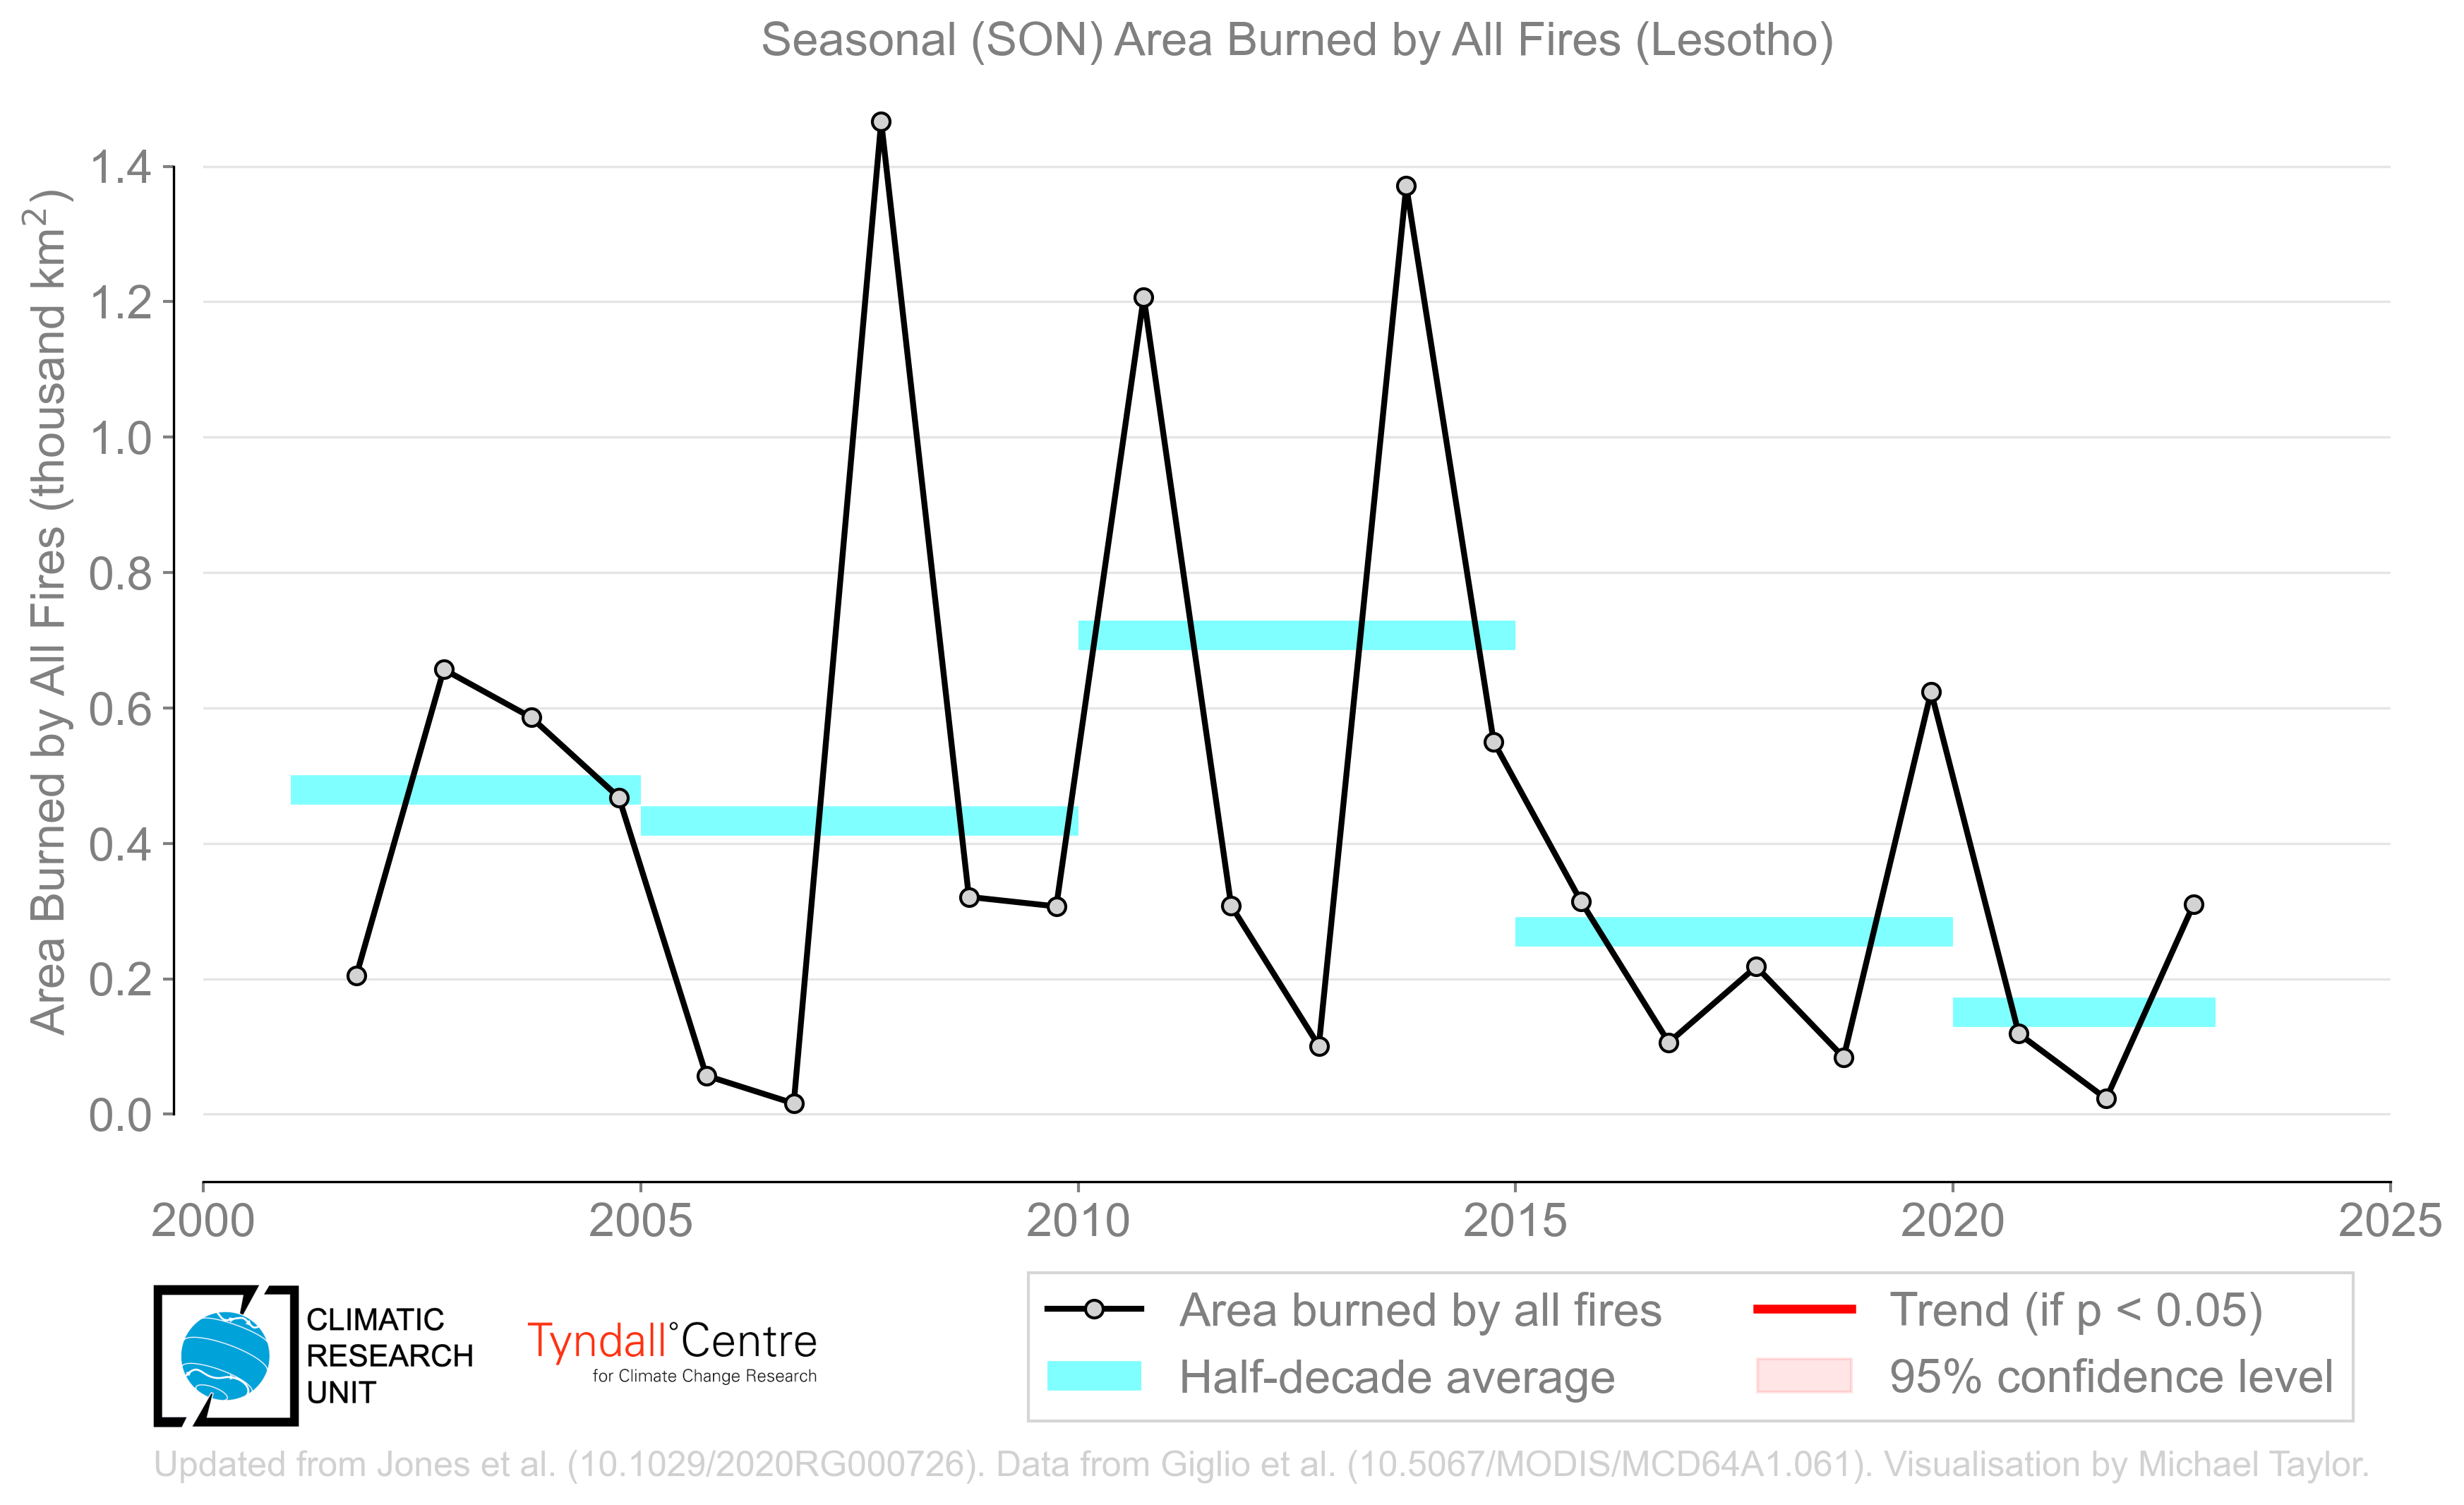 Seasonal (SON) Area Burned by All Fires (Lesotho)
Area Burned by All Fires (thousand km²)
1.4
1.2
1.0
0.8
0.6
0.4
0.2
0.0
2000 2005 2010 2015 2020 2025
Area burned by all fires
Half-decade average
Trend (if p < 0.05)
95% confidence level
CLIMATIC
RESEARCH
UNIT
Tyndall°Centre
for Climate Change Research
Updated from Jones et al. (10.1029/2020RG000726). Data from Giglio et al. (10.5067/MODIS/MCD64A1.061). Visualisation by Michael Taylor.